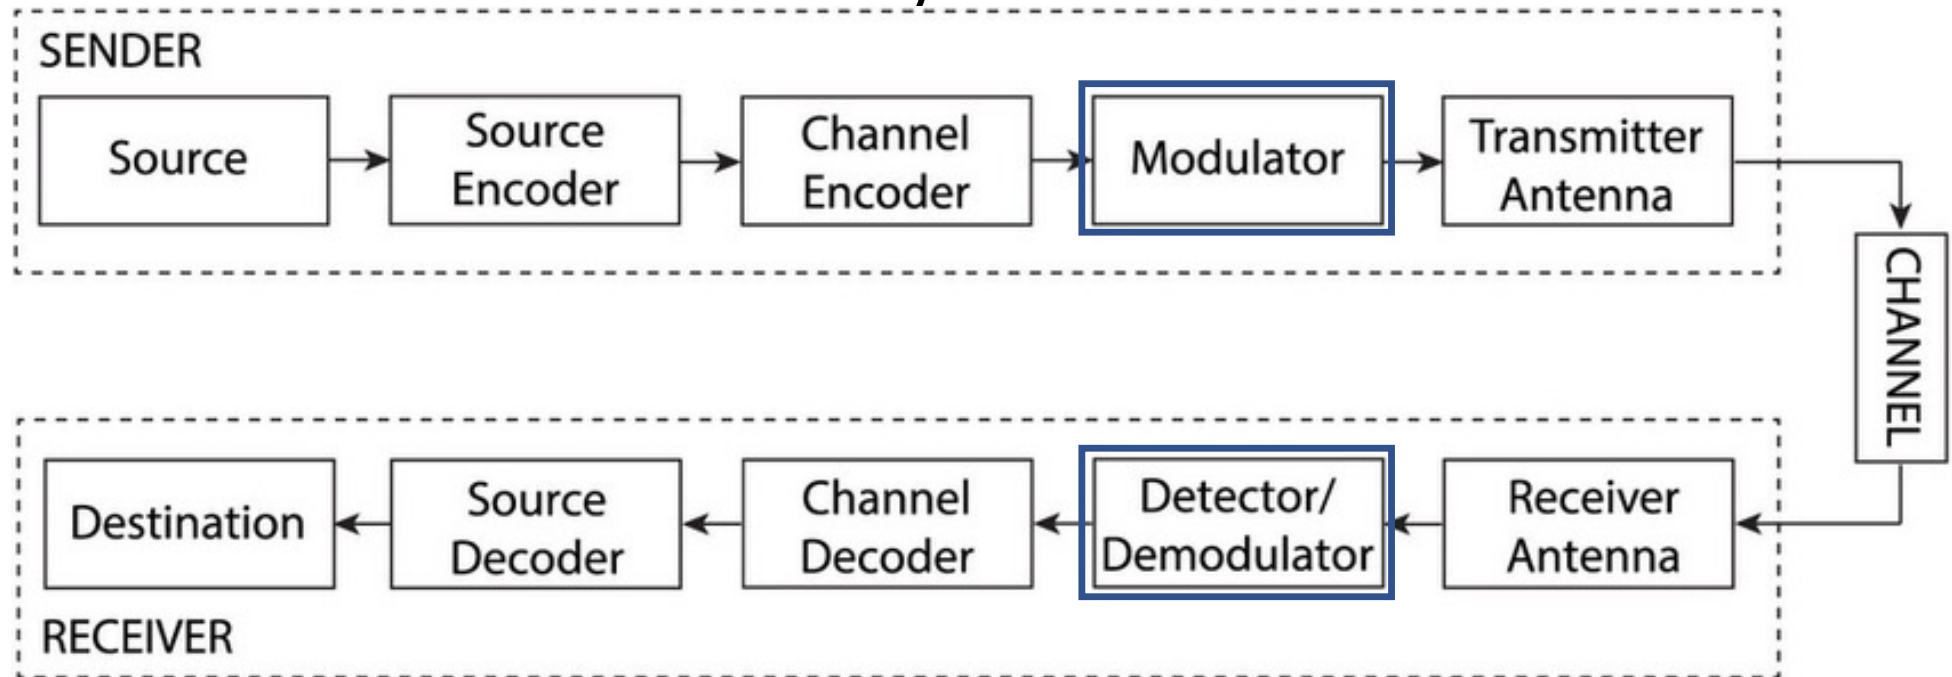 SENDER
Source
Source
Encoder
Channel
Encoder
Modulator
Transmitter
Antenna
CHANNEL
Destination
Source
Decoder
Channel
Decoder
Detector/
Demodulator
Receiver
Antenna
RECEIVER